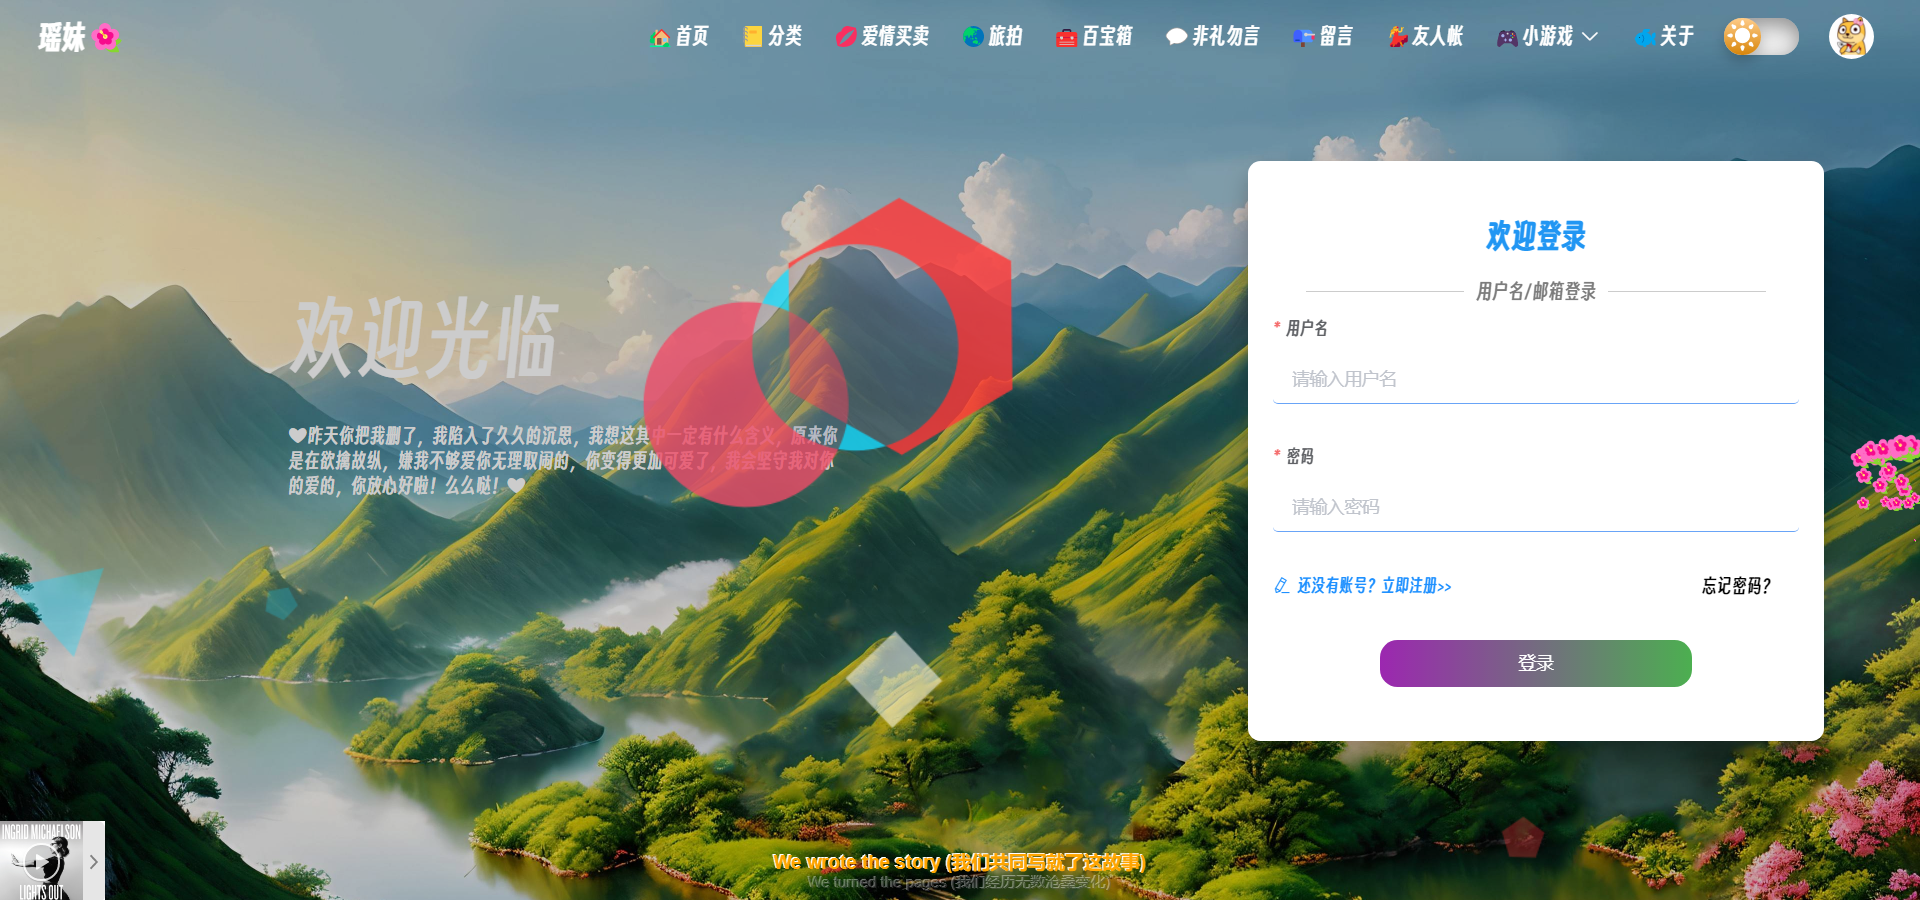 瑶妹
首页
分类
爱情买卖
旅拍
百宝箱
非礼勿言
留言
友人帐
小游戏
关于
欢迎光临
昨天你把我删了，我陷入了久久的沉思，我想这其中一定有什么含义，原来你
是在欲擒故纵，嫌我不够爱你无理取闹的，你变得更加可爱了，我会坚守我对你
的爱的，你放心好啦！么么哒！
欢迎登录
用户名/邮箱登录
* 用户名
请输入用户名
* 密码
请输入密码
还没有账号？立即注册>>
忘记密码？
登录
INGRID MICHAELSON
LIGHTS OUT
We wrote the story (我们共同写就了这故事)
We turned the pages (我们经历无数沧桑变化)